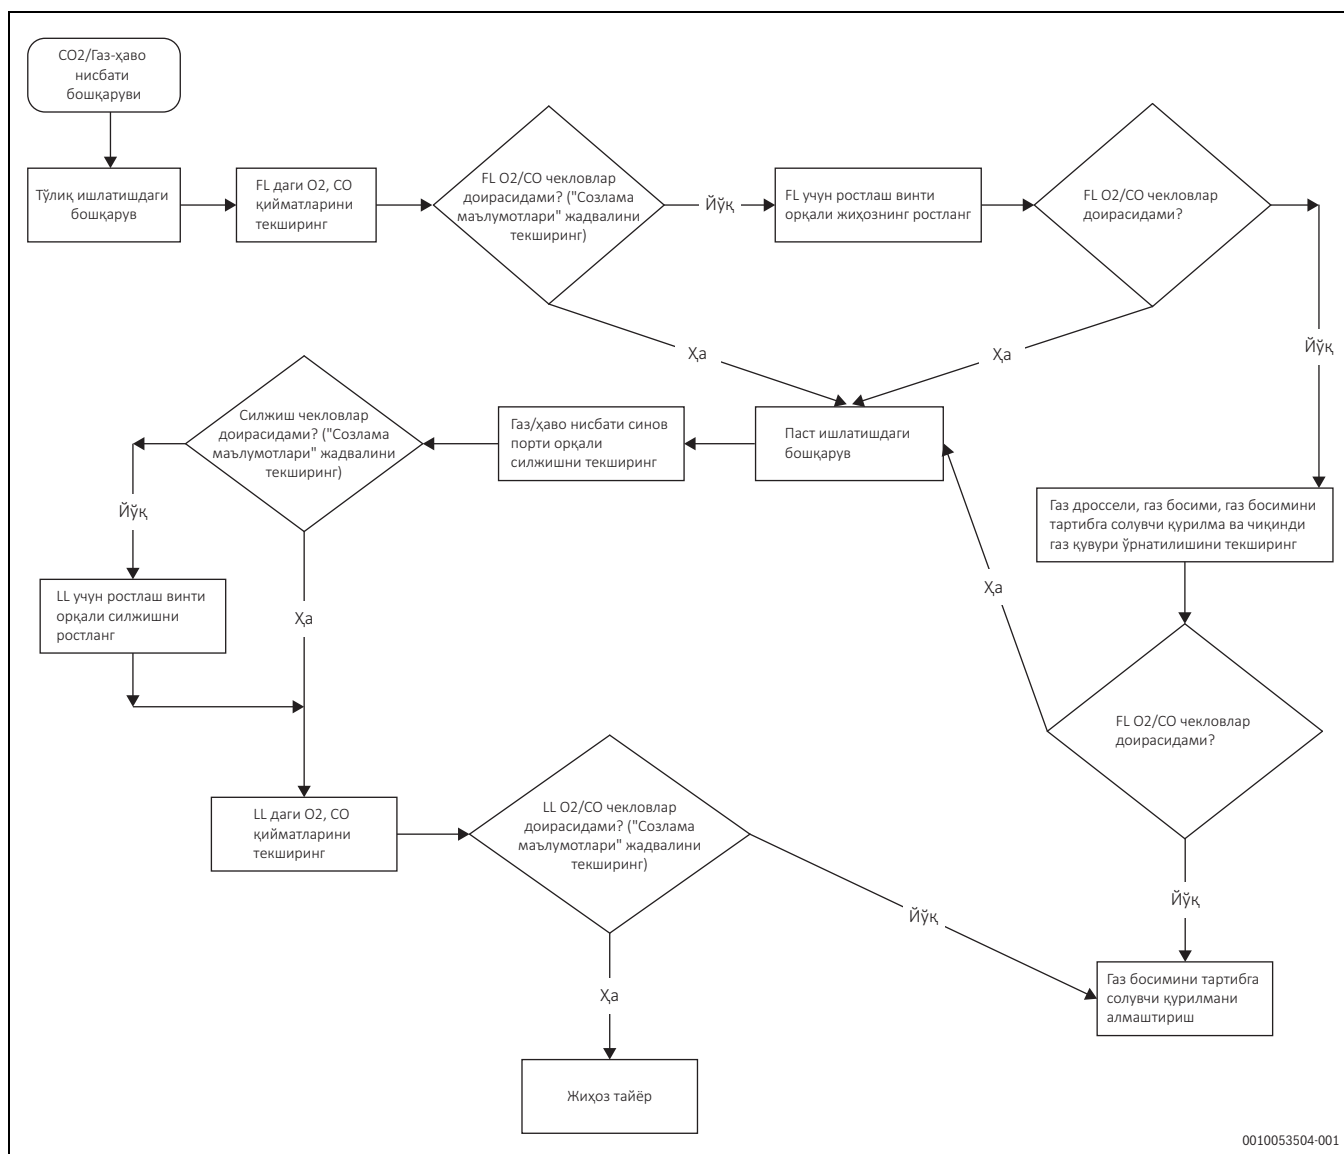 CO2/Газ-ҳаво
нисбати
бошқаруви
Тўлиқ ишлатишдаги
бошқарув
FL даги O2, CO
қийматларини
текширинг
FL O2/CO чекловлар
доирасидами? ("Созлама
маълумотлари" жадвалини
текширинг)
Йўқ
FL учун ростлаш винти
орқали жиҳознинг ростланг
FL O2/CO чекловлар
доирасидами?
Йўқ
Ҳа
Ҳа
Силжиш чекловлар
доирасидами? ("Созлама
маълумотлари" жадвалини
текширинг)
Газ/ҳаво нисбати синов
порти орқали
силжишни текширинг
Паст ишлатишдаги
бошқарув
Йўқ
Газ дроссели, газ босими, газ босимини
тартибга солувчи қурилма ва чиқинди
газ қувури ўрнатилишини текширинг
LL учун ростлаш винти
орқали силжишни
ростланг
Ҳа
Ҳа
FL O2/CO чекловлар
доирасидами?
LL даги O2, CO
қийматларини
текширинг
LL O2/CO чекловлар
доирасидами? ("Созлама
маълумотлари" жадвалини
текширинг)
Йўқ
Йўқ
Ҳа
Газ босимини тартибга
солувчи қурилмани
алмаштириш
Жиҳоз тайёр
0010053504-001